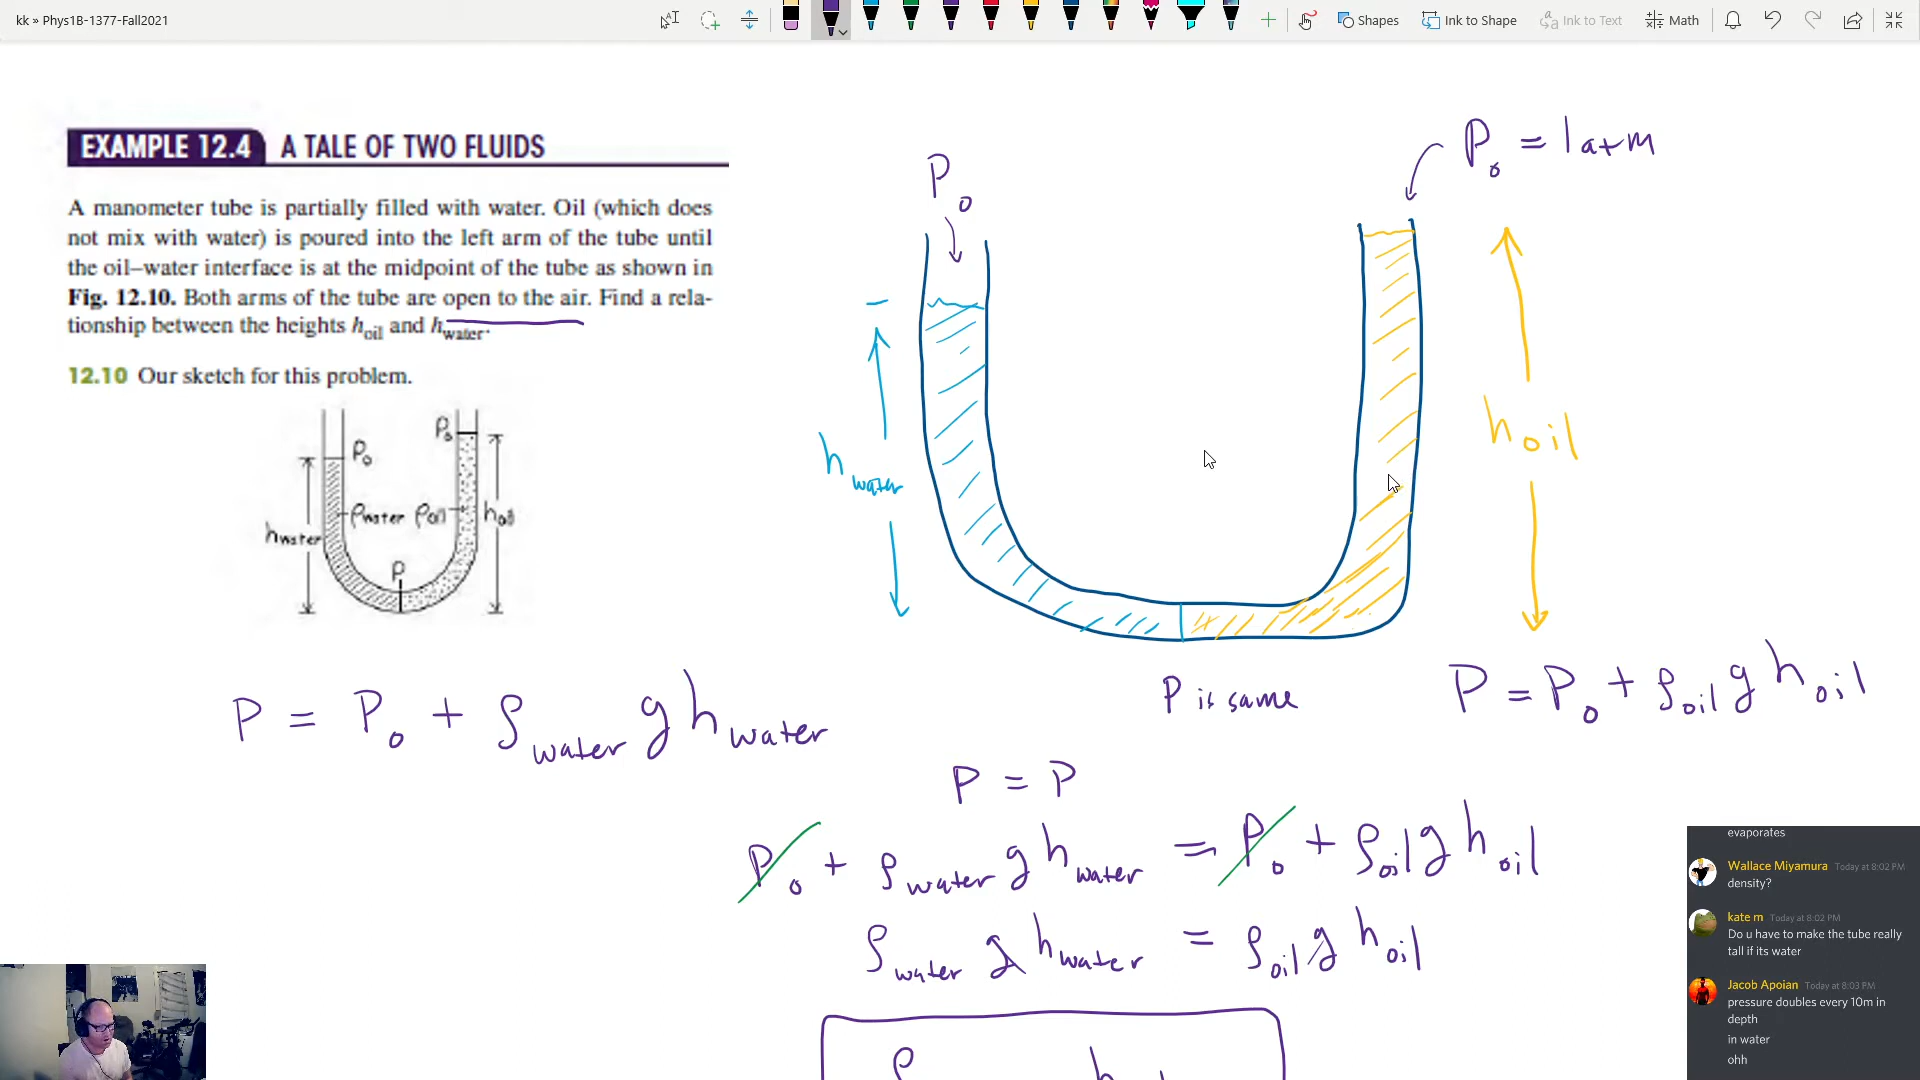 kk » Phys1B-1377-Fall2021
Shapes
Ink to Shape
Ink to Text
Math
EXAMPLE 12.4 A TALE OF TWO FLUIDS
A manometer tube is partially filled with water. Oil (which does
not mix with water) is poured into the left arm of the tube until
the oil–water interface is at the midpoint of the tube as shown in
Fig. 12.10. Both arms of the tube are open to the air. Find a rela-
tionship between the heights h_oil and h_water.
12.10 Our sketch for this problem.
P₀
P₀
ρwater ρoil
hwater
hoil
P
P₀
P₀ = 1 atm
h water
h oil
P is same
P = P₀ + ρ_oil g h_oil
P = P₀ + ρ_water g h_water
P = P
P₀ + ρ_water g h_water = P₀ + ρ_oil g h_oil
ρ_water g h_water = ρ_oil g h_oil
evaporates
Wallace Miyamura Today at 8:02 PM
density?
kate m Today at 8:02 PM
Do u have to make the tube really
tall if its water
Jacob Apoian Today at 8:03 PM
pressure doubles every 10m in
depth
in water
ohh